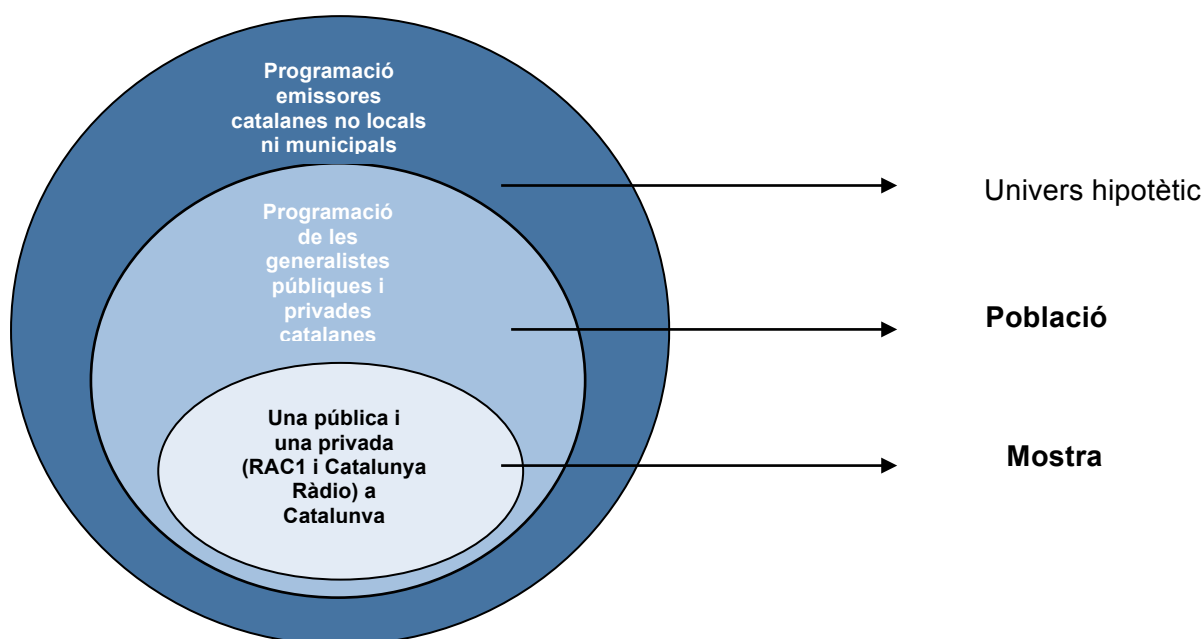 Programació
emissores
catalanes no locals
ni municipals
Univers hipotètic
Programació
de les
generalistes
públiques i
privades
catalanes
Població
Una pública i
una privada
(RAC1 i Catalunya
Ràdio) a
Catalunya
Mostra